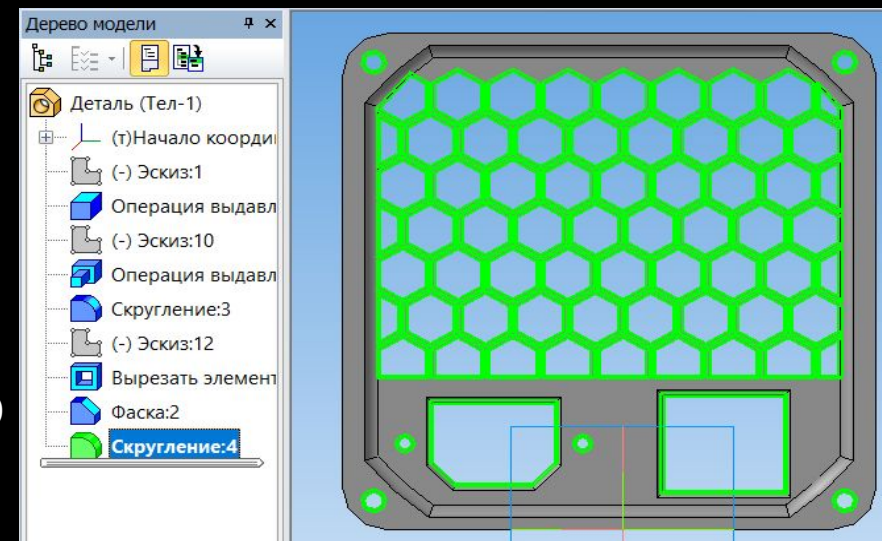 Дерево модели
Деталь (Тел-1)
(т)Начало коорди
(-) Эскиз:1
Операция выдавл
(-) Эскиз:10
Операция выдавл
Скругление:3
(-) Эскиз:12
Вырезать элемент
Фаска:2
Скругление:4